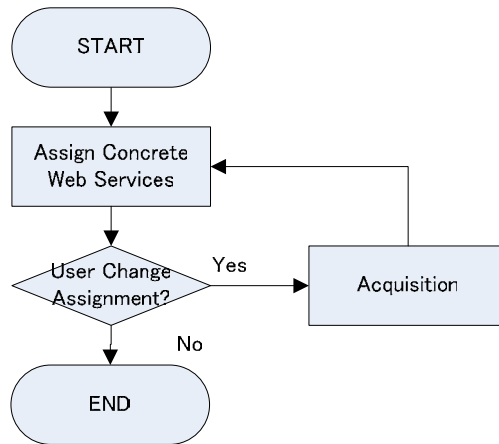 START
Assign Concrete
Web Services
User Change
Assignment?
Yes
Acquisition
No
END